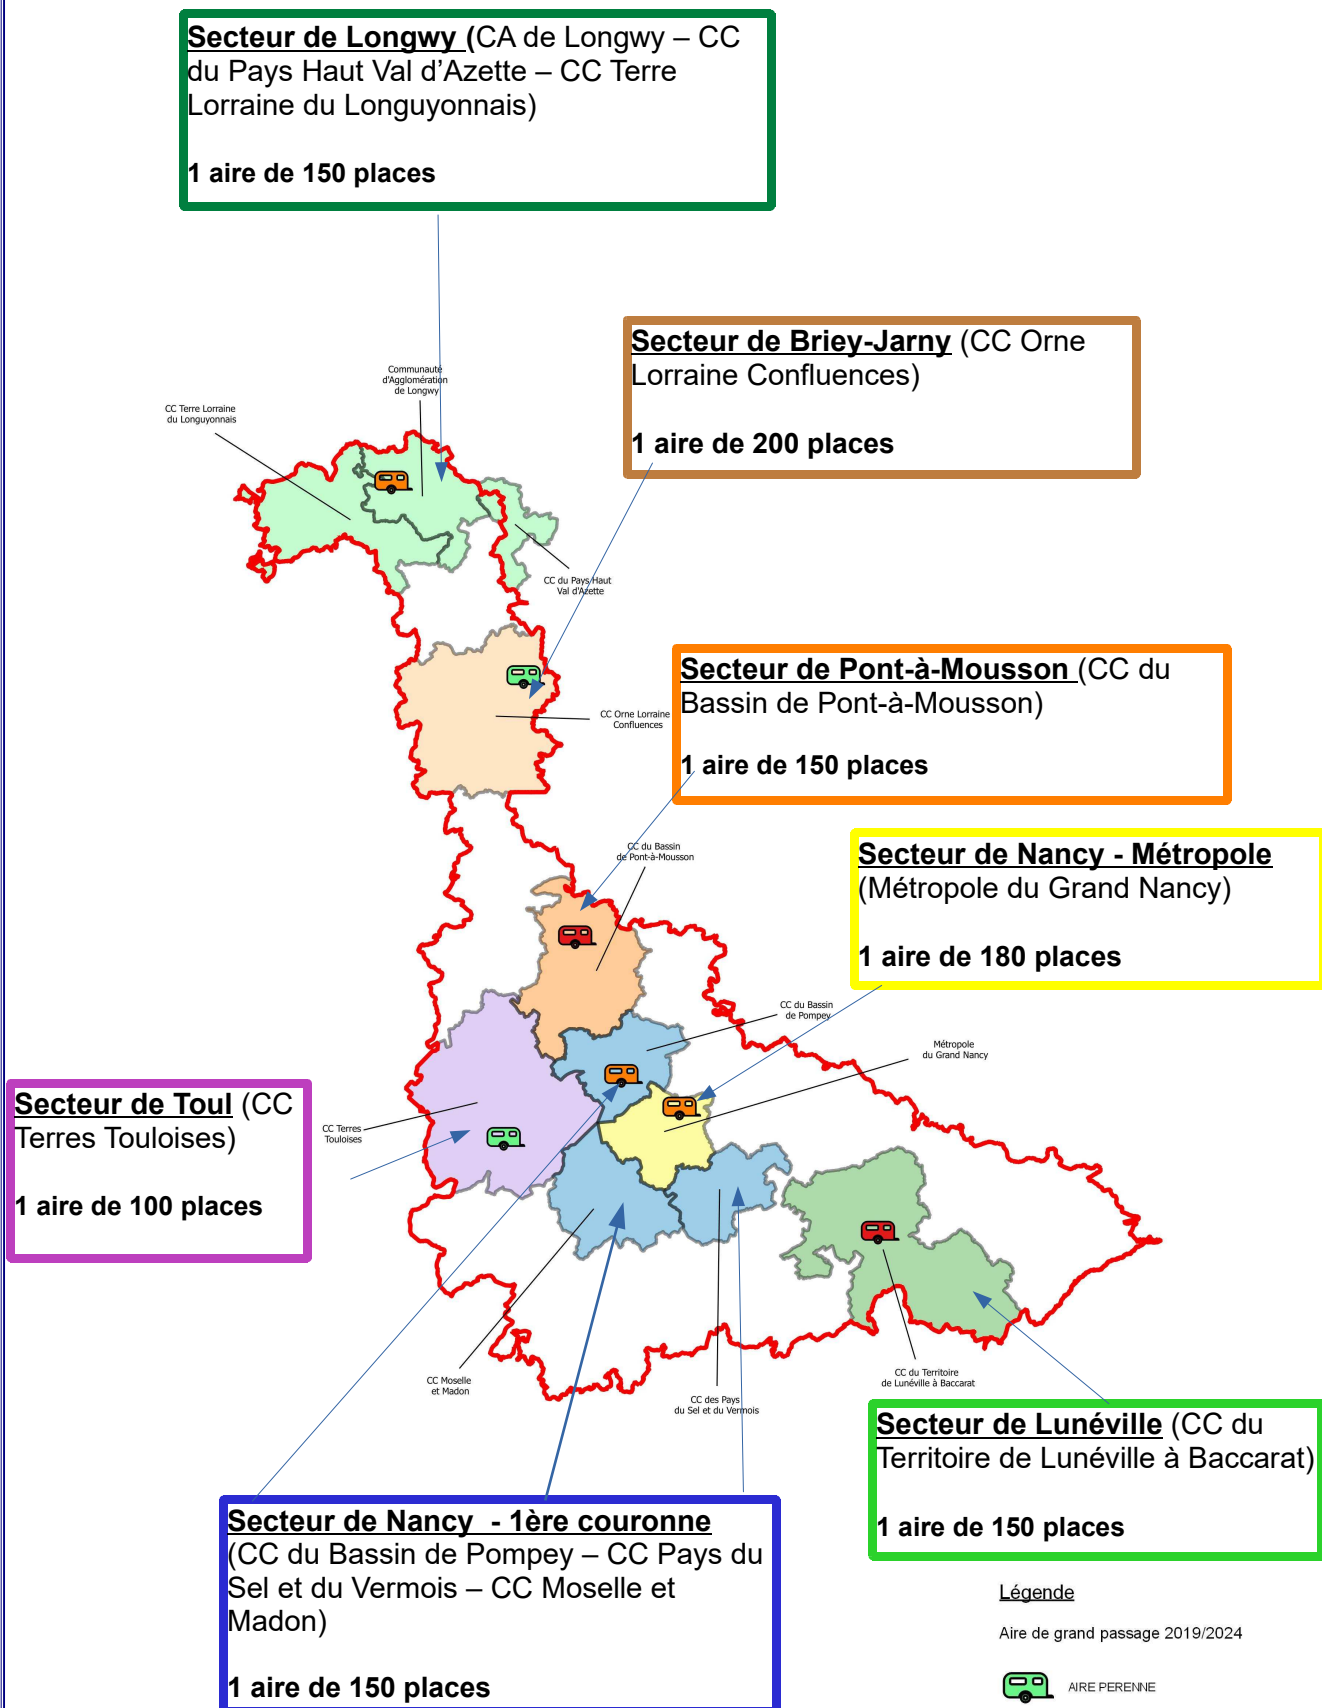 Secteur de Longwy (CA de Longwy – CC
du Pays Haut Val d'Azette – CC Terre
Lorraine du Longuyonnais)
1 aire de 150 places
Secteur de Briey-Jarny (CC Orne
Lorraine Confluences)
1 aire de 200 places
Communauté
d'Agglomération
de Longwy
CC Terre Lorraine
du Longuyonnais
CC du Pays Haut
Val d'Azette
Secteur de Pont-à-Mousson (CC du
Bassin de Pont-à-Mousson)
1 aire de 150 places
CC Orne Lorraine
Confluences
CC du Bassin
de Pont-à-Mousson
Secteur de Nancy - Métropole
(Métropole du Grand Nancy)
1 aire de 180 places
CC du Bassin
de Pompey
Métropole
du Grand Nancy
Secteur de Toul (CC
Terres Touloises)
1 aire de 100 places
CC Terres
Touloises
CC Moselle
et Madon
CC des Pays
du Sel et du Vermois
CC du Territoire
de Lunéville à Baccarat
Secteur de Lunéville (CC du
Territoire de Lunéville à Baccarat)
1 aire de 150 places
Secteur de Nancy - 1ère couronne
(CC du Bassin de Pompey – CC Pays du
Sel et du Vermois – CC Moselle et
Madon)
1 aire de 150 places
Légende
Aire de grand passage 2019/2024
AIRE PERENNE